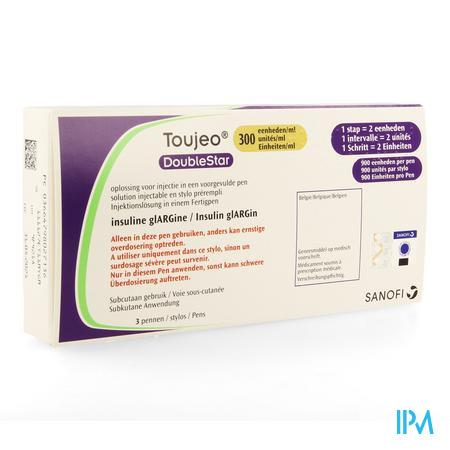 Toujeo®
DoubleStar
300 eenheden/ml
unités/ml
Einheiten/ml
1 stap = 2 eenheden
1 intervalle = 2 unités
1 Schritt = 2 Einheiten
900 eenheden per pen
900 unités par stylo
900 Einheiten pro Pen
oplossing voor injectie in een voorgevulde pen
solution injectable en stylo prérempli
Injektionslösung in einem Fertigpen
insuline glARGine / Insulin glARGin
Alleen in deze pen gebruiken, anders kan ernstige
overdosering optreden.
A utiliser uniquement dans ce stylo, sinon un
surdosage sévère peut survenir.
Nur in diesem Pen anwenden, sonst kann schwere
Überdosierung auftreten.
Subcutaan gebruik / Voie sous-cutanée
Subkutane Anwendung
3 pennen / stylos / Pens
België Belgique Belgien
Geneesmiddel op medisch
voorschrift.
Médicament soumis à
prescription médicale.
Verschreibungspflichtig.
SANOFI
SANOFI
IPM